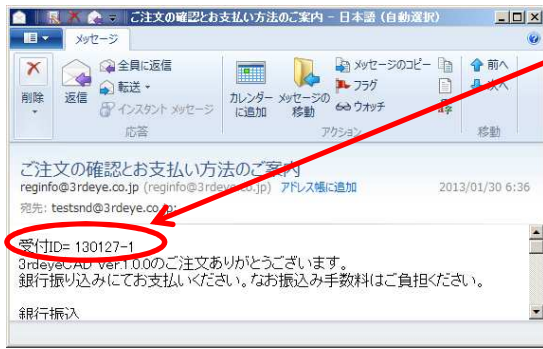 ご注文の確認とお支払い方法のご案内 - 日本語 (自動選択)
メッセージ
削除
返信
全員に返信
転送
インスタント メッセージ
応答
カレンダーに追加
メッセージの移動
メッセージのコピー
フラグ
ウォッチ
アクション
前へ
次へ
移動
ご注文の確認とお支払い方法のご案内
reginfo@3rdeye.co.jp (reginfo@3rdeye.co.jp) アドレス帳に追加 2013/01/30 6:36
宛先: testsnd@3rdeye.co.jp;
受付ID= 130127-1
3rdeyeCAD Ver.1.0.0のご注文ありがとうございます。
銀行振り込みにてお支払いください。なお振込み手数料はご負担ください。
銀行振込